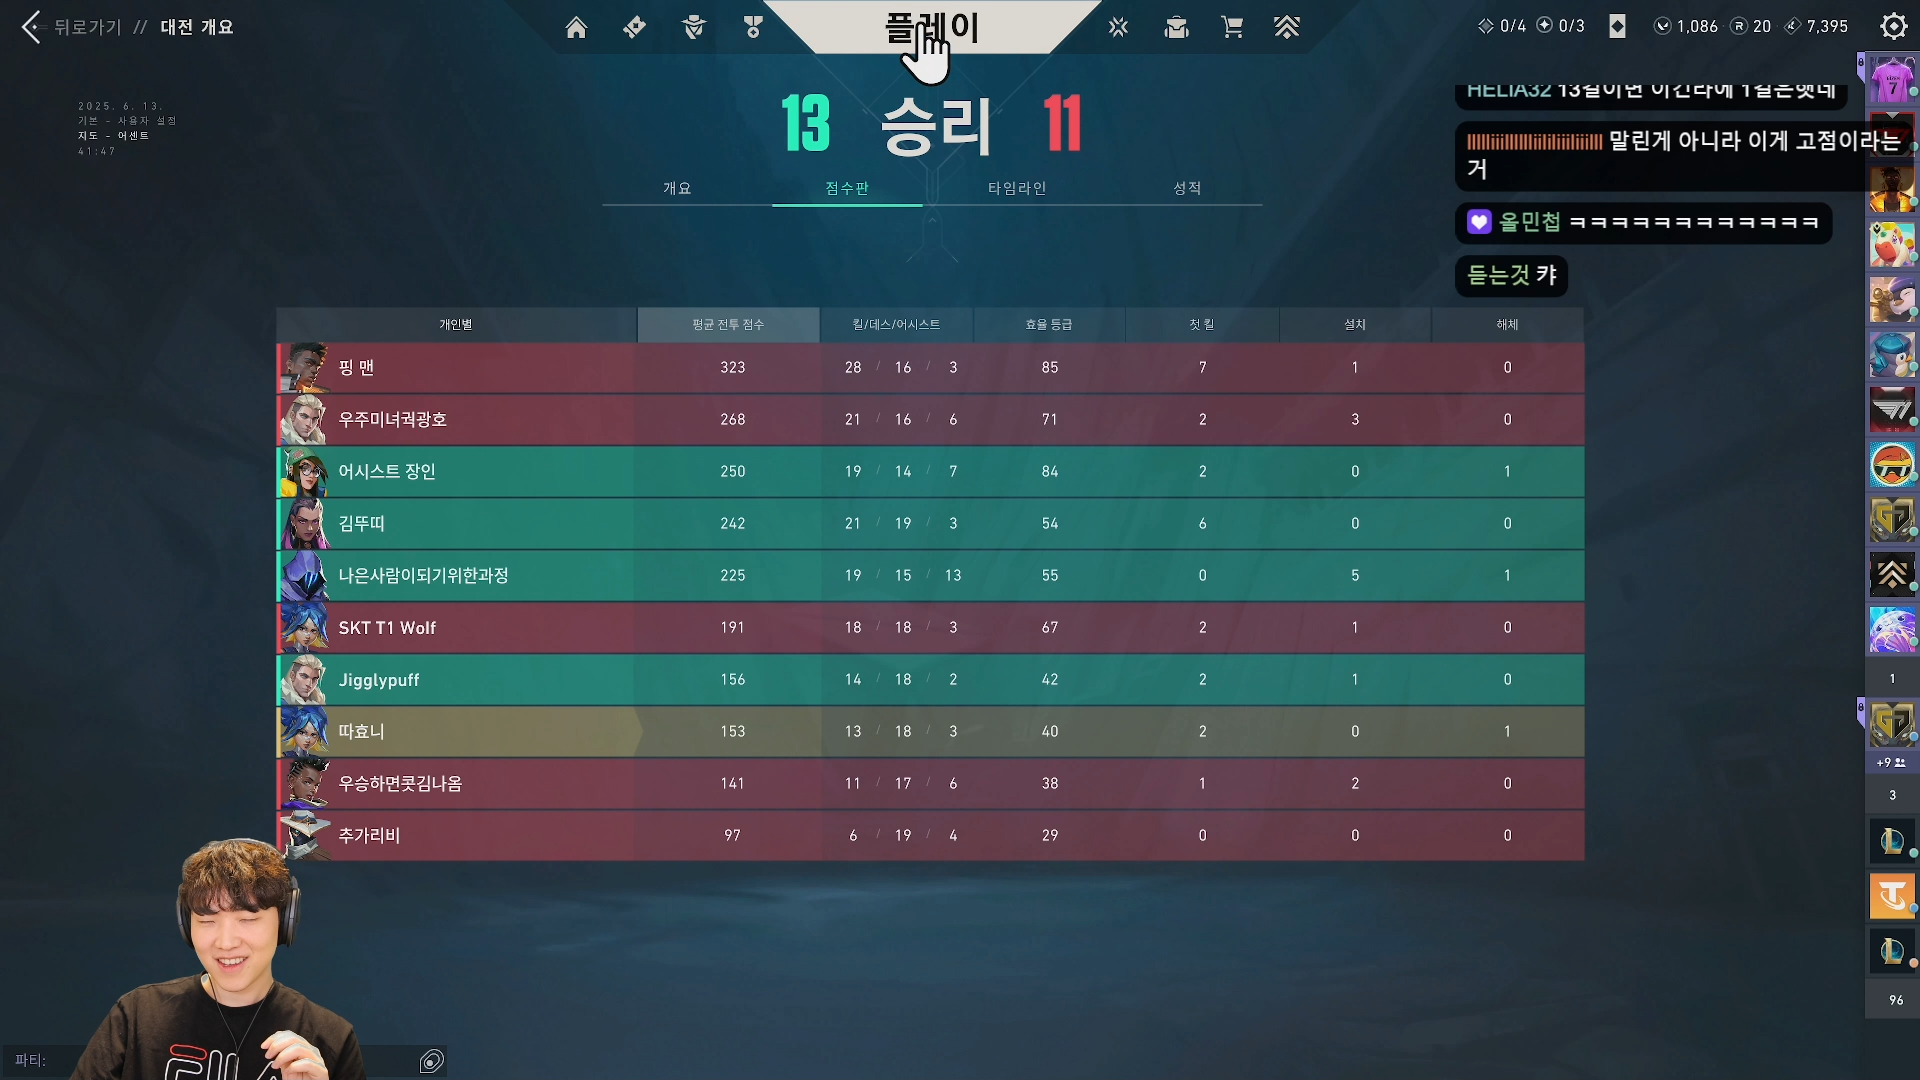 뒤로가기 // 대전 개요
플레이
0/4 0/3 1,086 R 20 7,395
2025. 6. 13.
기본 - 사용자 설정
지도 - 어센트
41:47
13 승리 11
개요 점수판 타임라인 성적
HELIA32 13킬이면 이긴라에 1킬은했네
말린게 아니라 이게 고점이라는
거
올민첩 ㅋㅋㅋㅋㅋㅋㅋㅋㅋㅋㅋㅋ
듣는것 캬
개인별 평균 전투 점수 킬/데스/어시스트 효율 등급 첫 킬 설치 해체
핑 맨 323 28 / 16 / 3 85 7 1 0
우주미녀궉광호 268 21 / 16 / 6 71 2 3 0
어시스트 장인 250 19 / 14 / 7 84 2 0 1
김뚜띠 242 21 / 19 / 3 54 6 0 0
나은사람이되기위한과정 225 19 / 15 / 13 55 0 5 1
SKT T1 Wolf 191 18 / 18 / 3 67 2 1 0
Jigglypuff 156 14 / 18 / 2 42 2 1 0
따효니 153 13 / 18 / 3 40 2 0 1
우승하면콧김나옴 141 11 / 17 / 6 38 1 2 0
추가리비 97 6 / 19 / 4 29 0 0 0
7
1
+9
3
96
파티:
FILA